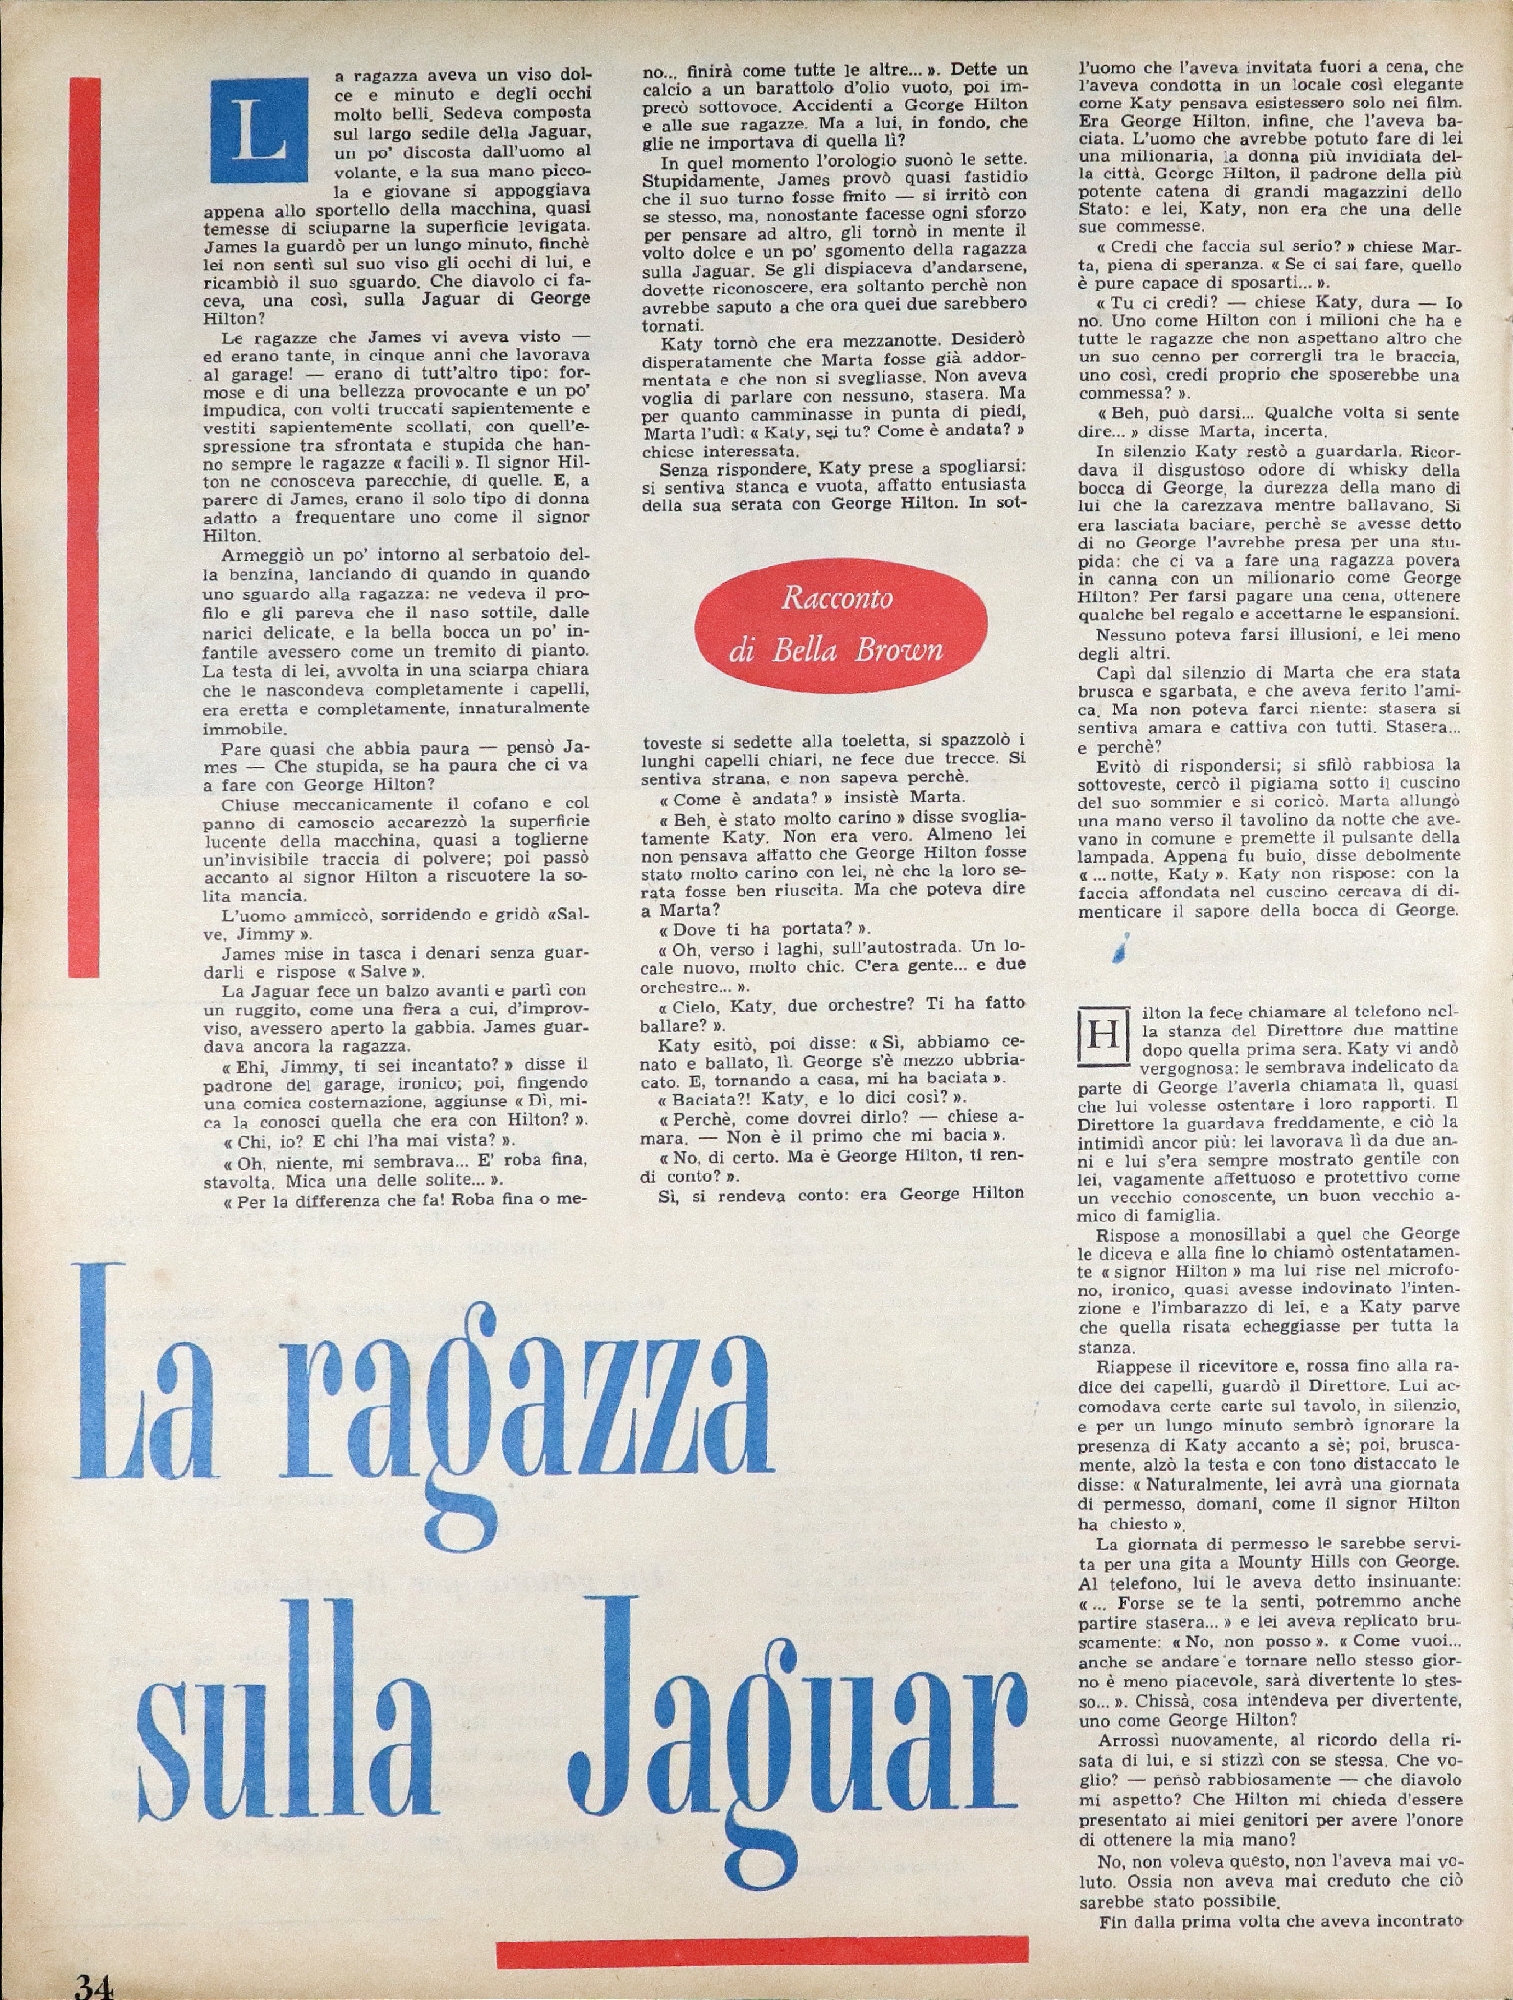 La ragazza aveva un viso dol-
ce e minuto e degli occhi
molto belli. Sedeva composta
sul largo sedile della Jaguar,
un po' discosta dall'uomo al
volante, e la sua mano picco-
la e giovane si appoggiava
appena allo sportello della macchina, quasi
temesse di sciuparne la superficie levigata.
James la guardò per un lungo minuto, finchè
lei non sentì sul suo viso gli occhi di lui, e
ricambiò il suo sguardo. Che diavolo ci fa-
ceva, una così, sulla Jaguar di George
Hilton?
Le ragazze che James vi aveva visto —
ed erano tante, in cinque anni che lavorava
al garage! — erano di tutt'altro tipo: for-
mose e di una bellezza provocante e un po'
impudica, con volti truccati sapientemente e
vestiti sapientemente scollati, con quell'e-
spressione tra sfrontata e stupida che han-
no sempre le ragazze « facili ». Il signor Hil-
ton ne conosceva parecchie, di quelle. E, a
parere di James, erano il solo tipo di donna
adatto a frequentare uno come il signor
Hilton.
Armeggiò un po' intorno al serbatoio del-
la benzina, lanciando di quando in quando
uno sguardo alla ragazza: ne vedeva il pro-
filo e gli pareva che il naso sottile, dalle
narici delicate, e la bella bocca un po' in-
fantile avessero come un tremito di pianto.
La testa di lei, avvolta in una sciarpa chiara
che le nascondeva completamente i capelli,
era eretta e completamente, innaturalmente
immobile.
Pare quasi che abbia paura — pensò Ja-
mes — Che stupida, se ha paura che ci va
a fare con George Hilton?
Chiuse meccanicamente il cofano e col
panno di camoscio accarezzò la superficie
lucente della macchina, quasi a toglierne
un'invisibile traccia di polvere; poi passò
accanto al signor Hilton a riscuotere la so-
lita mancia.
L'uomo ammiccò, sorridendo e gridò «Sal-
ve, Jimmy ».
James mise in tasca i denari senza guar-
darli e rispose « Salve ».
La Jaguar fece un balzo avanti e partì con
un ruggito, come una fiera a cui, d'improv-
viso, avessero aperto la gabbia. James guar-
dava ancora la ragazza.
« Ehi, Jimmy, ti sei incantato? » disse il
padrone del garage, ironico; poi, fingendo
una comica costernazione, aggiunse « Dì, mi-
ca la conosci quella che era con Hilton? ».
« Chi, io? E chi l'ha mai vista? ».
« Oh, niente, mi sembrava... E' roba fina,
stavolta. Mica una delle solite... ».
« Per la differenza che fa! Roba fina o me-
no... finirà come tutte le altre... ». Dette un
calcio a un barattolo d'olio vuoto, poi im-
precò sottovoce. Accidenti a George Hilton
e alle sue ragazze. Ma a lui, in fondo, che
glie ne importava di quella lì?
In quel momento l'orologio suonò le sette.
Stupidamente, James provò quasi fastidio
che il suo turno fosse finito — si irritò con
se stesso, ma, nonostante facesse ogni sforzo
per pensare ad altro, gli tornò in mente il
volto dolce e un po' sgomento della ragazza
sulla Jaguar. Se gli dispiaceva d'andarsene,
dovette riconoscere, era soltanto perchè non
avrebbe saputo a che ora quei due sarebbero
tornati.
Katy tornò che era mezzanotte. Desiderò
disperatamente che Marta fosse già addor-
mentata e che non si svegliasse. Non aveva
voglia di parlare con nessuno, stasera. Ma
per quanto camminasse in punta di piedi,
Marta l'udì: « Katy, sei tu? Come è andata? »
chiese interessata.
Senza rispondere, Katy prese a spogliarsi:
si sentiva stanca e vuota, affatto entusiasta
della sua serata con George Hilton. In sot-
Racconto
di Bella Brown
toveste si sedette alla toeletta, si spazzolò i
lunghi capelli chiari, ne fece due trecce. Si
sentiva strana, e non sapeva perchè.
« Come è andata? » insistè Marta.
« Beh, è stato molto carino » disse svoglia-
tamente Katy. Non era vero. Almeno lei
non pensava affatto che George Hilton fosse
stato molto carino con lei, nè che la loro se-
rata fosse ben riuscita. Ma che poteva dire
a Marta?
« Dove ti ha portata? ».
« Oh, verso i laghi, sull'autostrada. Un lo-
cale nuovo, molto chic. C'era gente... e due
orchestre... ».
« Cielo, Katy, due orchestre? Ti ha fatto
ballare? ».
Katy esitò, poi disse: « Sì, abbiamo ce-
nato e ballato, lì. George s'è mezzo ubbria-
cato. E, tornando a casa, mi ha baciata ».
« Baciata?! Katy, e lo dici così? ».
« Perchè, come dovrei dirlo? — chiese a-
mara. — Non è il primo che mi bacia ».
« No, di certo. Ma è George Hilton, ti ren-
di conto? ».
Sì, si rendeva conto: era George Hilton
l'uomo che l'aveva invitata fuori a cena, che
l'aveva condotta in un locale così elegante
come Katy pensava esistessero solo nei film.
Era George Hilton, infine, che l'aveva ba-
ciata. L'uomo che avrebbe potuto fare di lei
una milionaria, la donna più invidiata del-
la città. George Hilton, il padrone della più
potente catena di grandi magazzini dello
Stato: e lei, Katy, non era che una delle
sue commesse.
« Credi che faccia sul serio? » chiese Mar-
ta, piena di speranza. « Se ci sai fare, quello
è pure capace di sposarti... ».
« Tu ci credi? — chiese Katy, dura — Io
no. Uno come Hilton con i milioni che ha e
tutte le ragazze che non aspettano altro che
un suo cenno per corrergli tra le braccia,
uno così, credi proprio che sposerebbe una
commessa? ».
« Beh, può darsi... Qualche volta si sente
dire... » disse Marta, incerta.
In silenzio Katy restò a guardarla. Ricor-
dava il disgustoso odore di whisky della
bocca di George, la durezza della mano di
lui che la carezzava mentre ballavano. Si
era lasciata baciare, perchè se avesse detto
di no George l'avrebbe presa per una stu-
pida: che ci va a fare una ragazza povera
in canna con un milionario come George
Hilton? Per farsi pagare una cena, ottenere
qualche bel regalo e accettarne le espansioni.
Nessuno poteva farsi illusioni, e lei meno
degli altri.
Capì dal silenzio di Marta che era stata
brusca e sgarbata, e che aveva ferito l'ami-
ca. Ma non poteva farci niente: stasera si
sentiva amara e cattiva con tutti. Stasera...
e perchè?
Evitò di rispondersi; si sfilò rabbiosa la
sottoveste, cercò il pigiama sotto il cuscino
del suo sommier e si coricò. Marta allungò
una mano verso il tavolino da notte che ave-
vano in comune e premette il pulsante della
lampada. Appena fu buio, disse debolmente
« ...notte, Katy ». Katy non rispose: con la
faccia affondata nel cuscino cercava di di-
menticare il sapore della bocca di George.
Hilton la fece chiamare al telefono nel-
la stanza del Direttore due mattine
dopo quella prima sera. Katy vi andò
vergognosa: le sembrava indelicato da
parte di George l'averla chiamata lì, quasi
che lui volesse ostentare i loro rapporti. Il
Direttore la guardava freddamente, e ciò la
intimidì ancor più: lei lavorava lì da due an-
ni e lui s'era sempre mostrato gentile con
lei, vagamente affettuoso e protettivo come
un vecchio conoscente, un buon vecchio a-
mico di famiglia.
Rispose a monosillabi a quel che George
le diceva e alla fine lo chiamò ostentatamen-
te « signor Hilton » ma lui rise nel microfo-
no, ironico, quasi avesse indovinato l'inten-
zione e l'imbarazzo di lei, e a Katy parve
che quella risata echeggiasse per tutta la
stanza.
Riappese il ricevitore e, rossa fino alla ra-
dice dei capelli, guardò il Direttore. Lui ac-
comodava certe carte sul tavolo, in silenzio,
e per un lungo minuto sembrò ignorare la
presenza di Katy accanto a sè; poi, brusca-
mente, alzò la testa e con tono distaccato le
disse: « Naturalmente, lei avrà una giornata
di permesso, domani, come il signor Hilton
ha chiesto ».
La giornata di permesso le sarebbe servi-
ta per una gita a Mounty Hills con George.
Al telefono, lui le aveva detto insinuante:
« ... Forse se te la senti, potremmo anche
partire stasera... » e lei aveva replicato bru-
scamente: « No, non posso ». « Come vuoi...
anche se andare e tornare nello stesso gior-
no è meno piacevole, sarà divertente lo stes-
so... ». Chissà, cosa intendeva per divertente,
uno come George Hilton?
Arrossì nuovamente, al ricordo della ri-
sata di lui, e si stizzì con se stessa. Che vo-
glio? — pensò rabbiosamente — che diavolo
mi aspetto? Che Hilton mi chieda d'essere
presentato ai miei genitori per avere l'onore
di ottenere la mia mano?
No, non voleva questo, non l'aveva mai vo-
luto. Ossia non aveva mai creduto che ciò
sarebbe stato possibile.
Fin dalla prima volta che aveva incontrato
La ragazza
sulla Jaguar
34